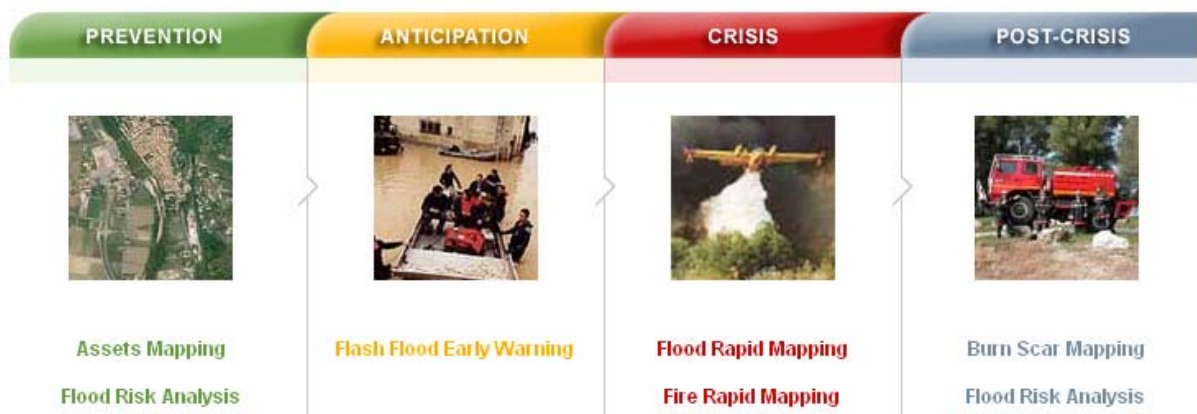 PREVENTION
ANTICIPATION
CRISIS
POST-CRISIS
Assets Mapping
Flood Risk Analysis
Flash Flood Early Warning
Flood Rapid Mapping
Fire Rapid Mapping
Burn Scar Mapping
Flood Risk Analysis